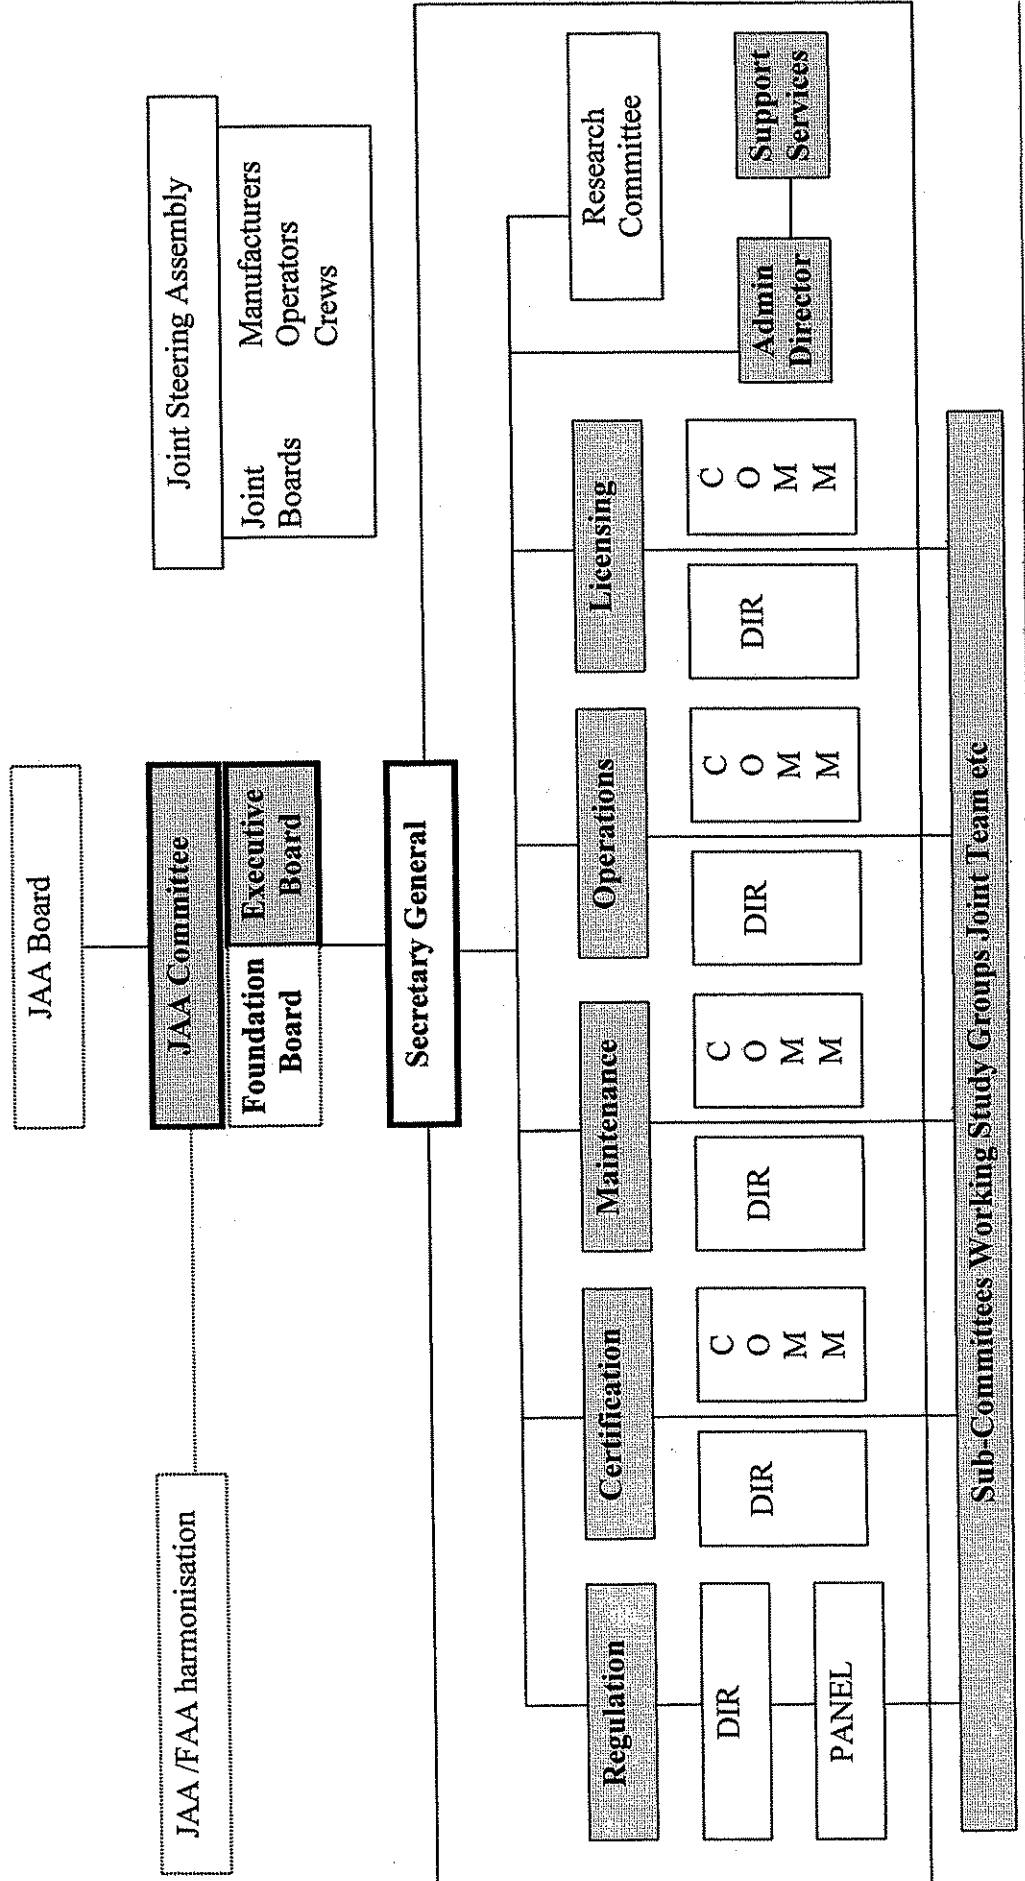 JAA Board
JAA /FAA harmonisation
JAA Committee
Joint Steering Assembly
Foundation
Board
Executive
Board
Joint
Boards
Manufacturers
Operators
Crews
Secretary General
Regulation
Certification
Maintenance
Operations
Licensing
Research
Committee
DIR
PANEL
DIR
C
O
M
M
DIR
C
O
M
M
DIR
C
O
M
M
DIR
C
O
M
M
Admin
Director
Support
Services
Sub-Committees Working Study Groups Joint Team etc